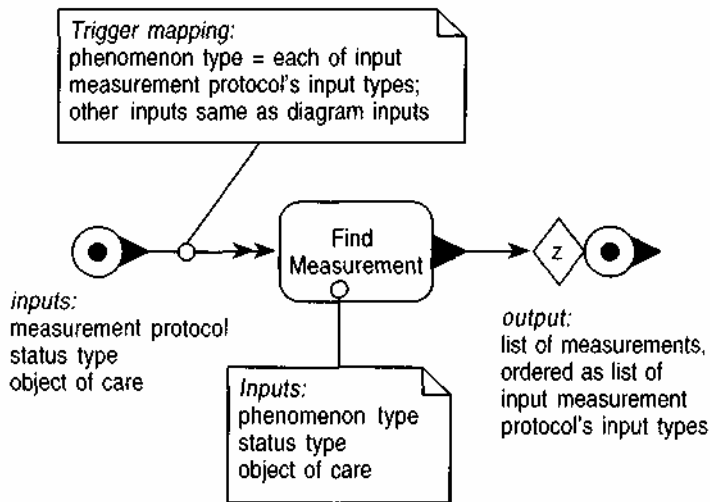 Trigger mapping:
phenomenon type = each of input
measurement protocol's input types;
other inputs same as diagram inputs
Find
Measurement
z
inputs:
measurement protocol
status type
object of care
output:
list of measurements,
ordered as list of
input measurement
protocol's input types
Inputs:
phenomenon type
status type
object of care